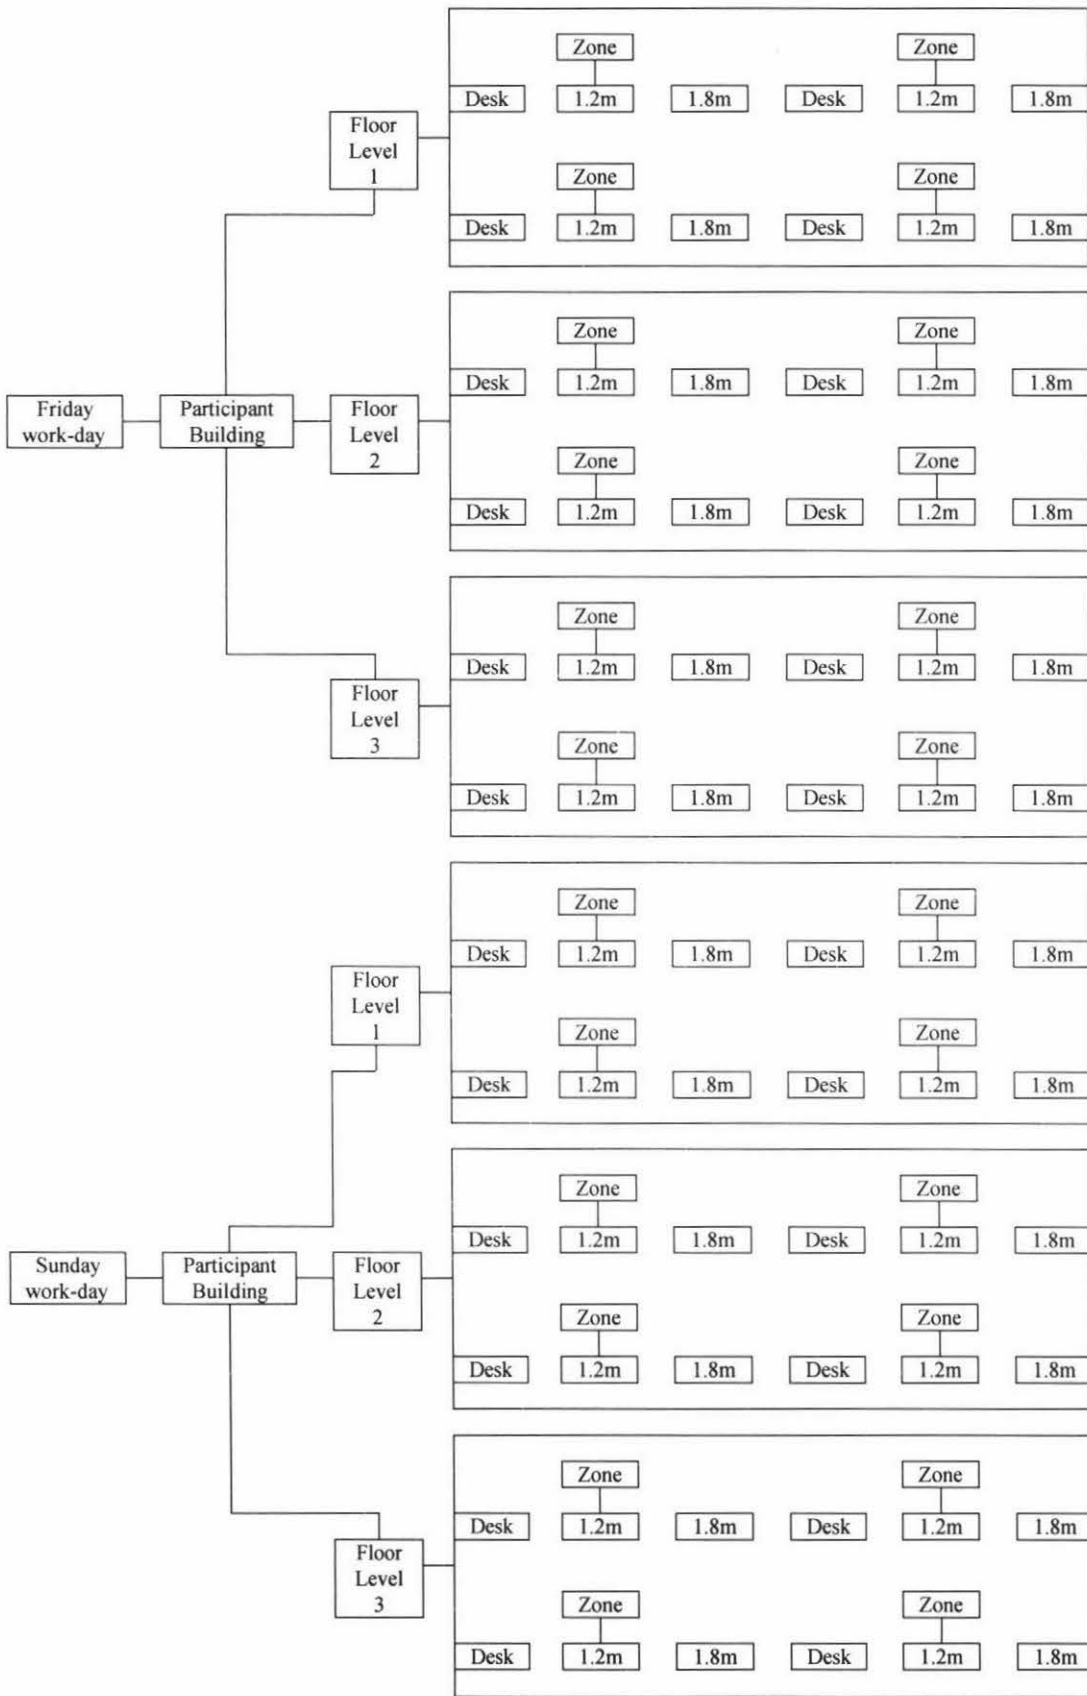 Zone Zone
Desk 1.2m 1.8m Desk 1.2m 1.8m
Floor
Level
1
Zone Zone
Desk 1.2m 1.8m Desk 1.2m 1.8m
Zone Zone
Desk 1.2m 1.8m Desk 1.2m 1.8m
Friday
work-day
Participant
Building
Floor
Level
2
Zone Zone
Desk 1.2m 1.8m Desk 1.2m 1.8m
Zone Zone
Desk 1.2m 1.8m Desk 1.2m 1.8m
Floor
Level
3
Zone Zone
Desk 1.2m 1.8m Desk 1.2m 1.8m
Zone Zone
Desk 1.2m 1.8m Desk 1.2m 1.8m
Floor
Level
1
Zone Zone
Desk 1.2m 1.8m Desk 1.2m 1.8m
Zone Zone
Desk 1.2m 1.8m Desk 1.2m 1.8m
Sunday
work-day
Participant
Building
Floor
Level
2
Zone Zone
Desk 1.2m 1.8m Desk 1.2m 1.8m
Zone Zone
Desk 1.2m 1.8m Desk 1.2m 1.8m
Floor
Level
3
Zone Zone
Desk 1.2m 1.8m Desk 1.2m 1.8m